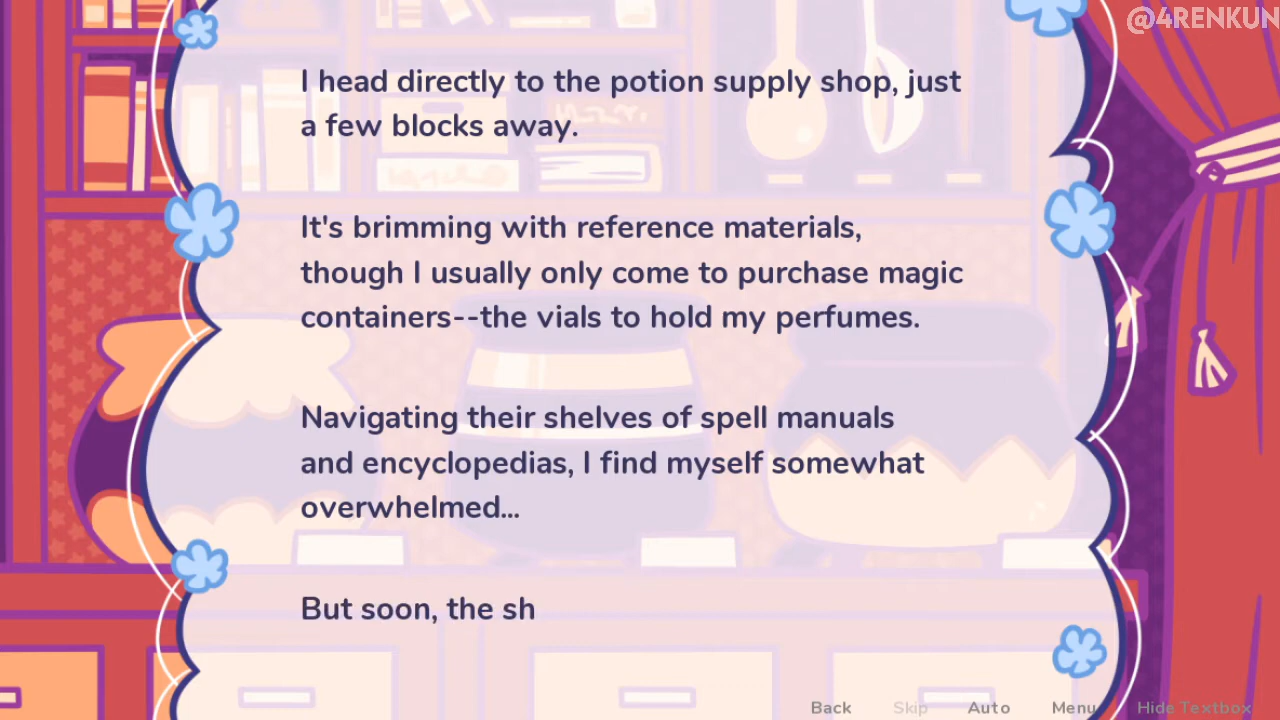 @4RENKUN
I head directly to the potion supply shop, just
a few blocks away.
It's brimming with reference materials,
though I usually only come to purchase magic
containers--the vials to hold my perfumes.
Navigating their shelves of spell manuals
and encyclopedias, I find myself somewhat
overwhelmed...
But soon, the sh
Back Skip Auto Menu Hide Textbox